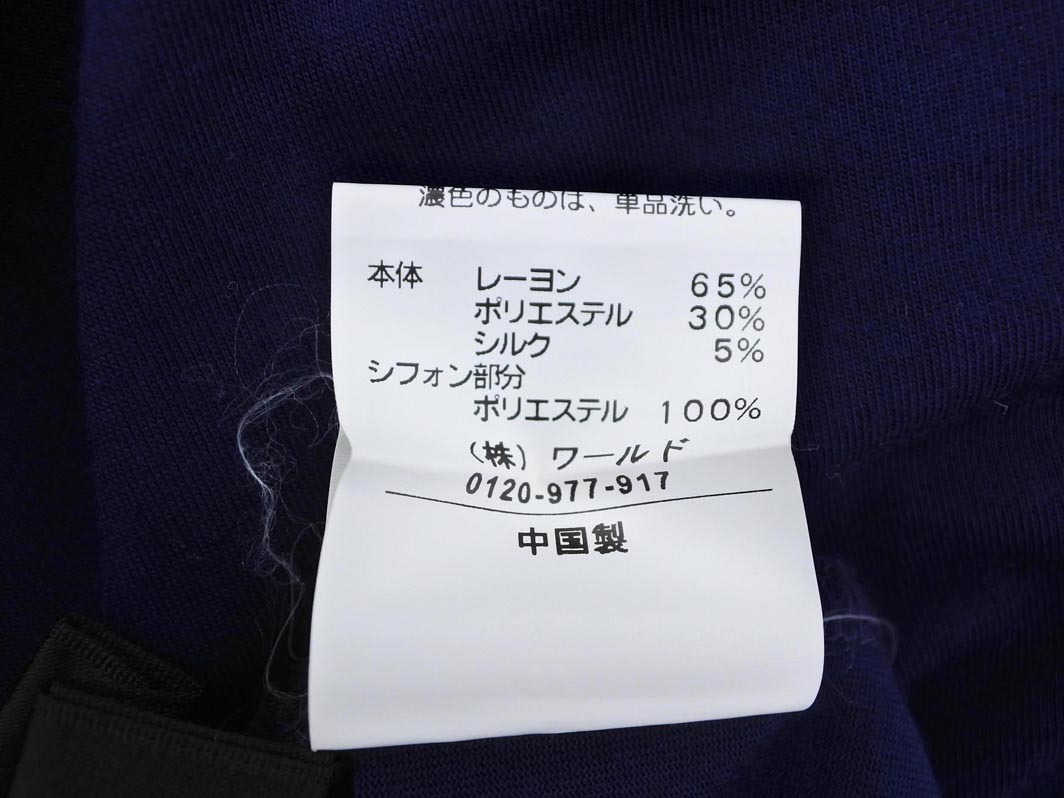 濃色のものは、単品洗い。
本体 レーヨン 65%
ポリエステル 30%
シルク 5%
シフォン部分
ポリエステル 100%
(株) ワールド
0120-977-917
中国製